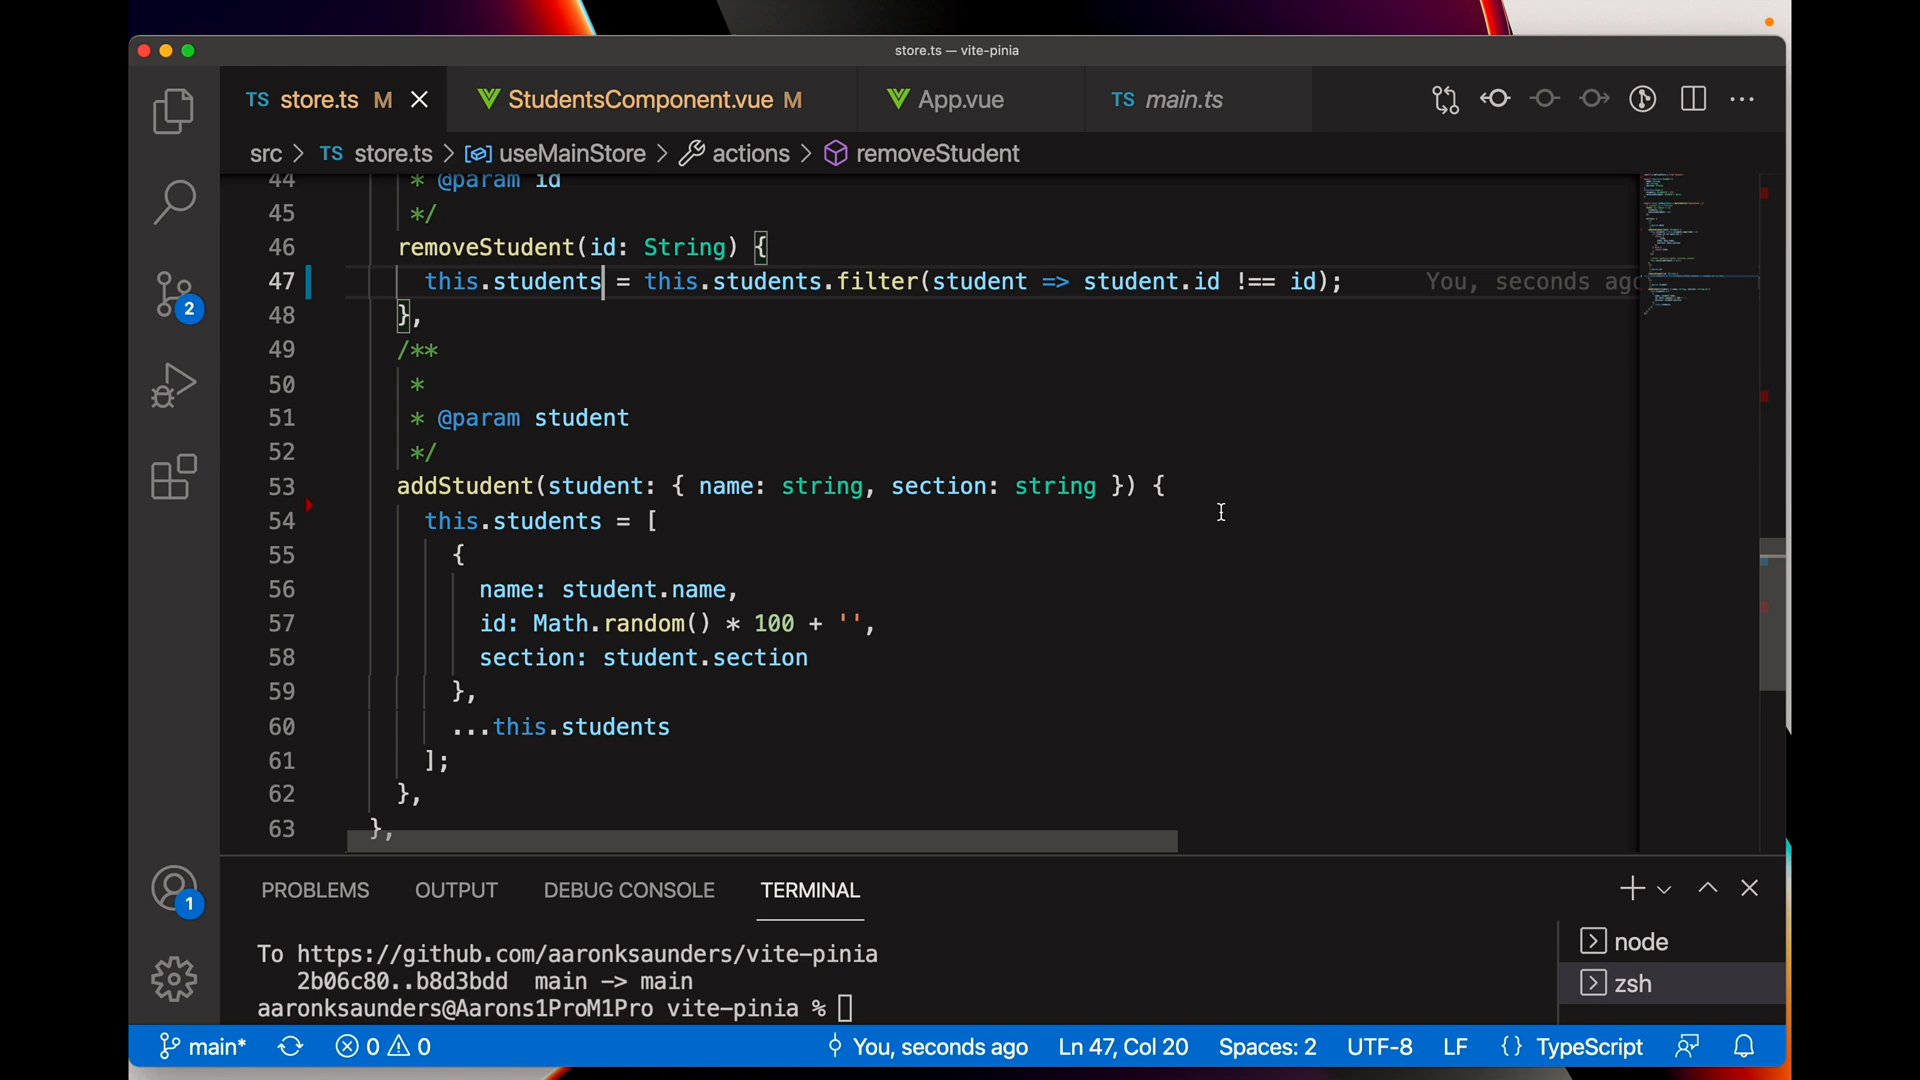 store.ts — vite-pinia
TS store.ts M
StudentsComponent.vue M
App.vue
TS main.ts
src > TS store.ts > useMainStore > actions > removeStudent
44 * @param id
45 */
46 removeStudent(id: String) {
47 this.students = this.students.filter(student => student.id !== id); You, seconds ago
48 },
49 /**
50 *
51 * @param student
52 */
53 addStudent(student: { name: string, section: string }) {
54 this.students = [
55 {
56 name: student.name,
57 id: Math.random() * 100 + '',
58 section: student.section
59 },
60 ...this.students
61 ];
62 },
63 },
2
1
PROBLEMS OUTPUT DEBUG CONSOLE TERMINAL
To https://github.com/aaronksaunders/vite-pinia
2b06c80..b8d3bdd main -> main
aaronksaunders@Aarons1ProM1Pro vite-pinia %
node
zsh
main* 0 0 You, seconds ago Ln 47, Col 20 Spaces: 2 UTF-8 LF {} TypeScript